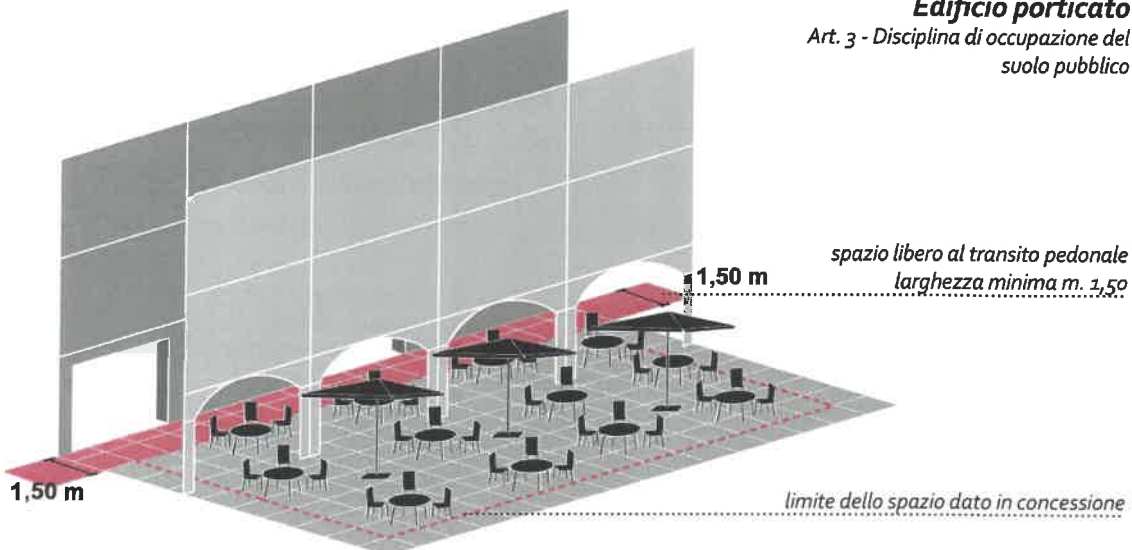 Edificio porticato
Art. 3 - Disciplina di occupazione del
suolo pubblico
spazio libero al transito pedonale
larghezza minima m. 1,50
1,50 m
1,50 m
limite dello spazio dato in concessione